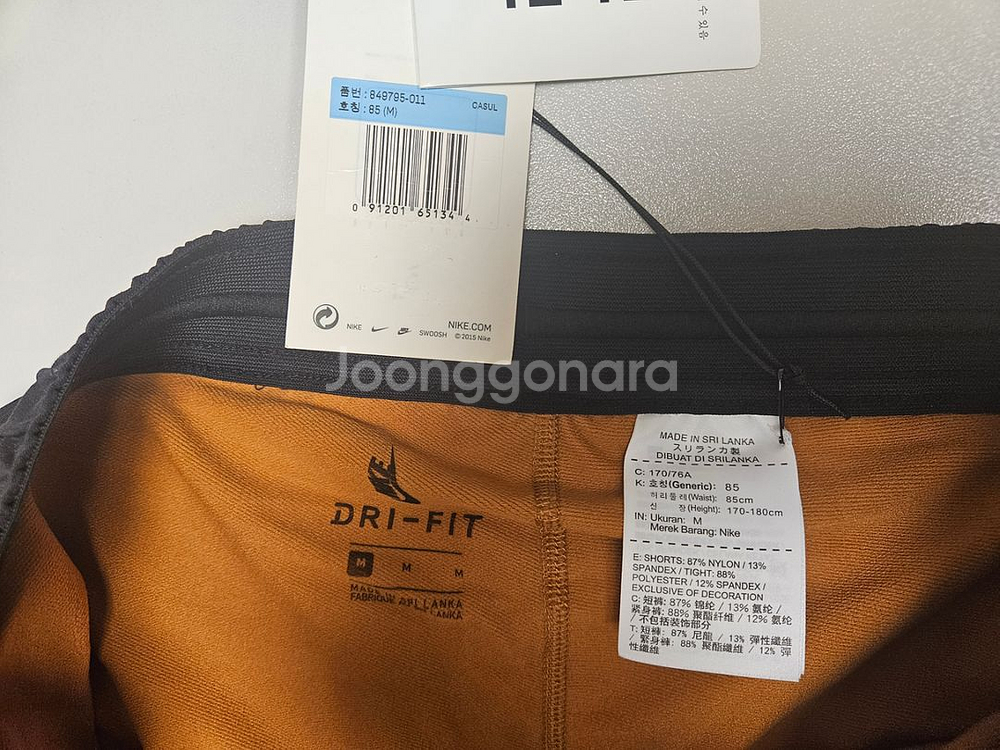 수 있음
품번 : 849795-011
호칭 : 85 (M)
CASUL
0 91201 65134 4
NIKE
SWOOSH
NIKE.COM
© 2015 Nike
Joonggonara
DRI-FIT
M M M
FABRIQUE
LANKA
MADE IN SRI LANKA
スリランカ製
DIBUAT DI SRILANKA
C: 170/76A
K: 호칭(Generic): 85
허리둘레(Waist): 85cm
신 장(Height): 170-180cm
IN: Ukuran: M
Merek Barang: Nike
E: SHORTS: 87% NYLON / 13%
SPANDEX / TIGHT: 88%
POLYESTER / 12% SPANDEX /
EXCLUSIVE OF DECORATION
C: 短裤: 87% 锦纶 / 13% 氨纶 /
紧身裤: 88% 聚酯纤维 / 12% 氨纶
/ 不包括装饰部分
T: 短褲: 87% 尼龍 / 13% 彈性纖維
/ 緊身褲: 88% 聚酯纖維 / 12% 彈
性纖維